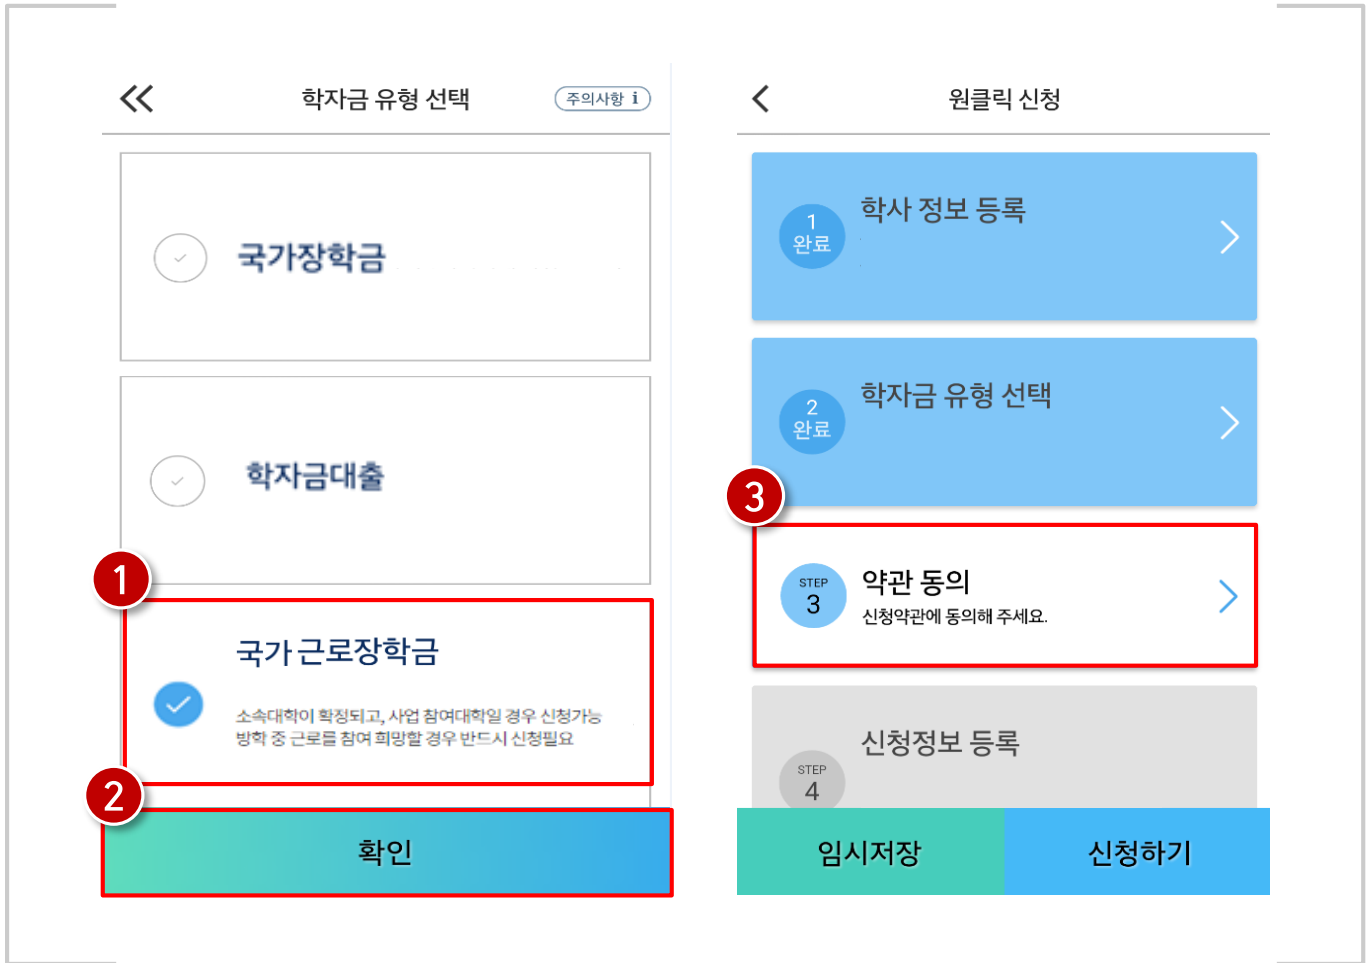 학자금 유형 선택
주의사항 i
국가장학금
학자금대출
1
국가 근로장학금
소속대학이 확정되고, 사업 참여대학일 경우 신청가능
방학 중 근로를 참여 희망할 경우 반드시 신청필요
2
확인
원클릭 신청
1
완료
학사 정보 등록
2
완료
학자금 유형 선택
3
STEP
3
약관 동의
신청약관에 동의해 주세요.
STEP
4
신청정보 등록
임시저장
신청하기